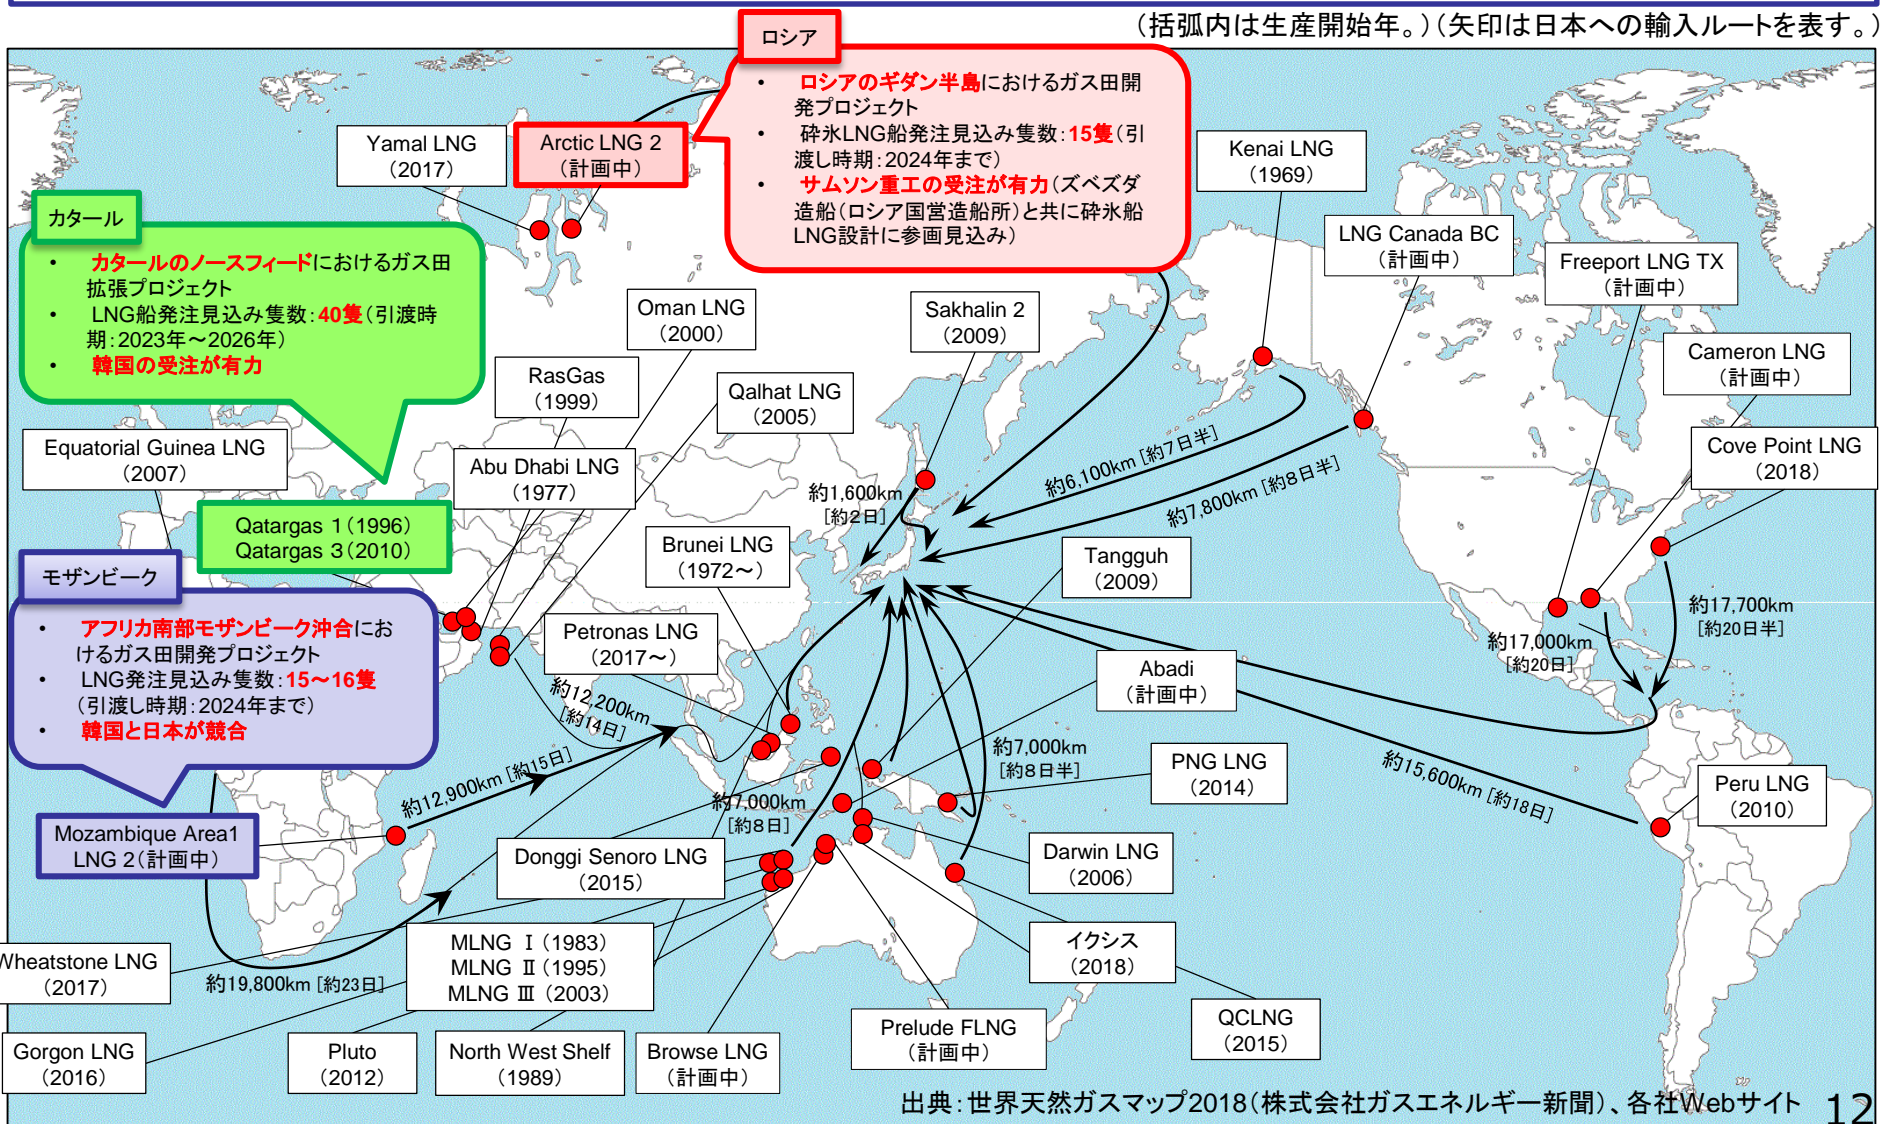 (括弧内は生産開始年。)(矢印は日本への輸入ルートを表す。)
ロシア
• ロシアのギダン半島におけるガス田開
発プロジェクト
• 砕氷LNG船発注見込み隻数:15隻(引
渡し時期:2024年まで)
• サムソン重工の受注が有力(ズベズダ
造船(ロシア国営造船所)と共に砕氷船
LNG設計に参画見込み)
Yamal LNG
(2017)
Arctic LNG 2
(計画中)
Kenai LNG
(1969)
カタール
• カタールのノースフィードにおけるガス田
拡張プロジェクト
• LNG船発注見込み隻数:40隻(引渡時
期:2023年~2026年)
• 韓国の受注が有力
LNG Canada BC
(計画中)
Freeport LNG TX
(計画中)
Oman LNG
(2000)
Sakhalin 2
(2009)
Cameron LNG
(計画中)
RasGas
(1999)
Qalhat LNG
(2005)
Equatorial Guinea LNG
(2007)
Abu Dhabi LNG
(1977)
Cove Point LNG
(2018)
約6,100km [約7日半]
約7,800km [約8日半]
約1,600km
[約2日]
Qatargas 1(1996)
Qatargas 3(2010)
Brunei LNG
(1972~)
Tangguh
(2009)
モザンビーク
• アフリカ南部モザンビーク沖合にお
けるガス田開発プロジェクト
• LNG発注見込み隻数:15~16隻
(引渡し時期:2024年まで)
• 韓国と日本が競合
Petronas LNG
(2017~)
約17,700km
[約20日半]
約17,000km
[約20日]
Abadi
(計画中)
約12,200km
[約14日]
約7,000km
[約8日半]
PNG LNG
(2014)
約12,900km [約15日]
約15,600km [約18日]
Peru LNG
(2010)
約7,000km
[約8日]
Mozambique Area1
LNG 2(計画中)
Donggi Senoro LNG
(2015)
Darwin LNG
(2006)
Wheatstone LNG
(2017)
約19,800km [約23日]
MLNG Ⅰ(1983)
MLNG Ⅱ(1995)
MLNG Ⅲ(2003)
イクシス
(2018)
Gorgon LNG
(2016)
Pluto
(2012)
North West Shelf
(1989)
Browse LNG
(計画中)
Prelude FLNG
(計画中)
QCLNG
(2015)
出典:世界天然ガスマップ2018(株式会社ガスエネルギー新聞)、各社Webサイト
12